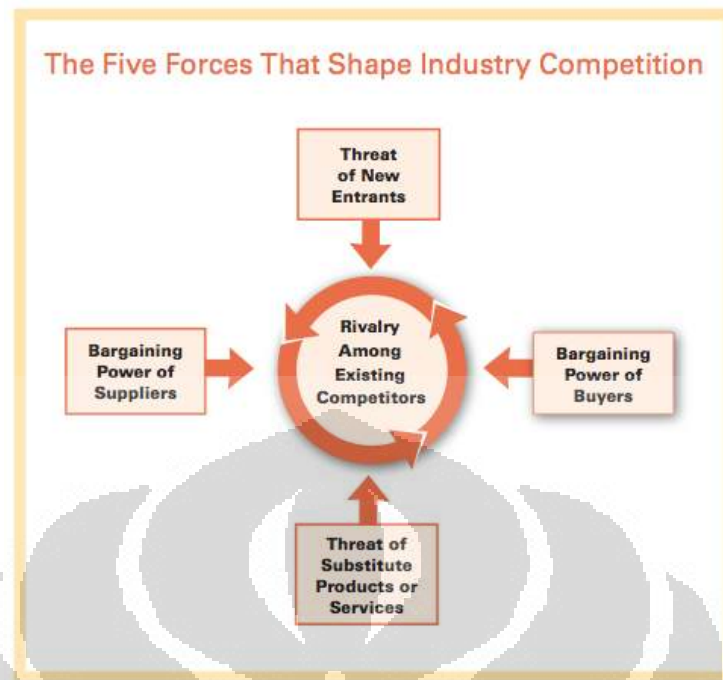 The Five Forces That Shape Industry Competition
Threat
of New
Entrants
Bargaining
Power of
Suppliers
Rivalry
Among
Existing
Competitors
Bargaining
Power of
Buyers
Threat of
Substitute
Products or
Services